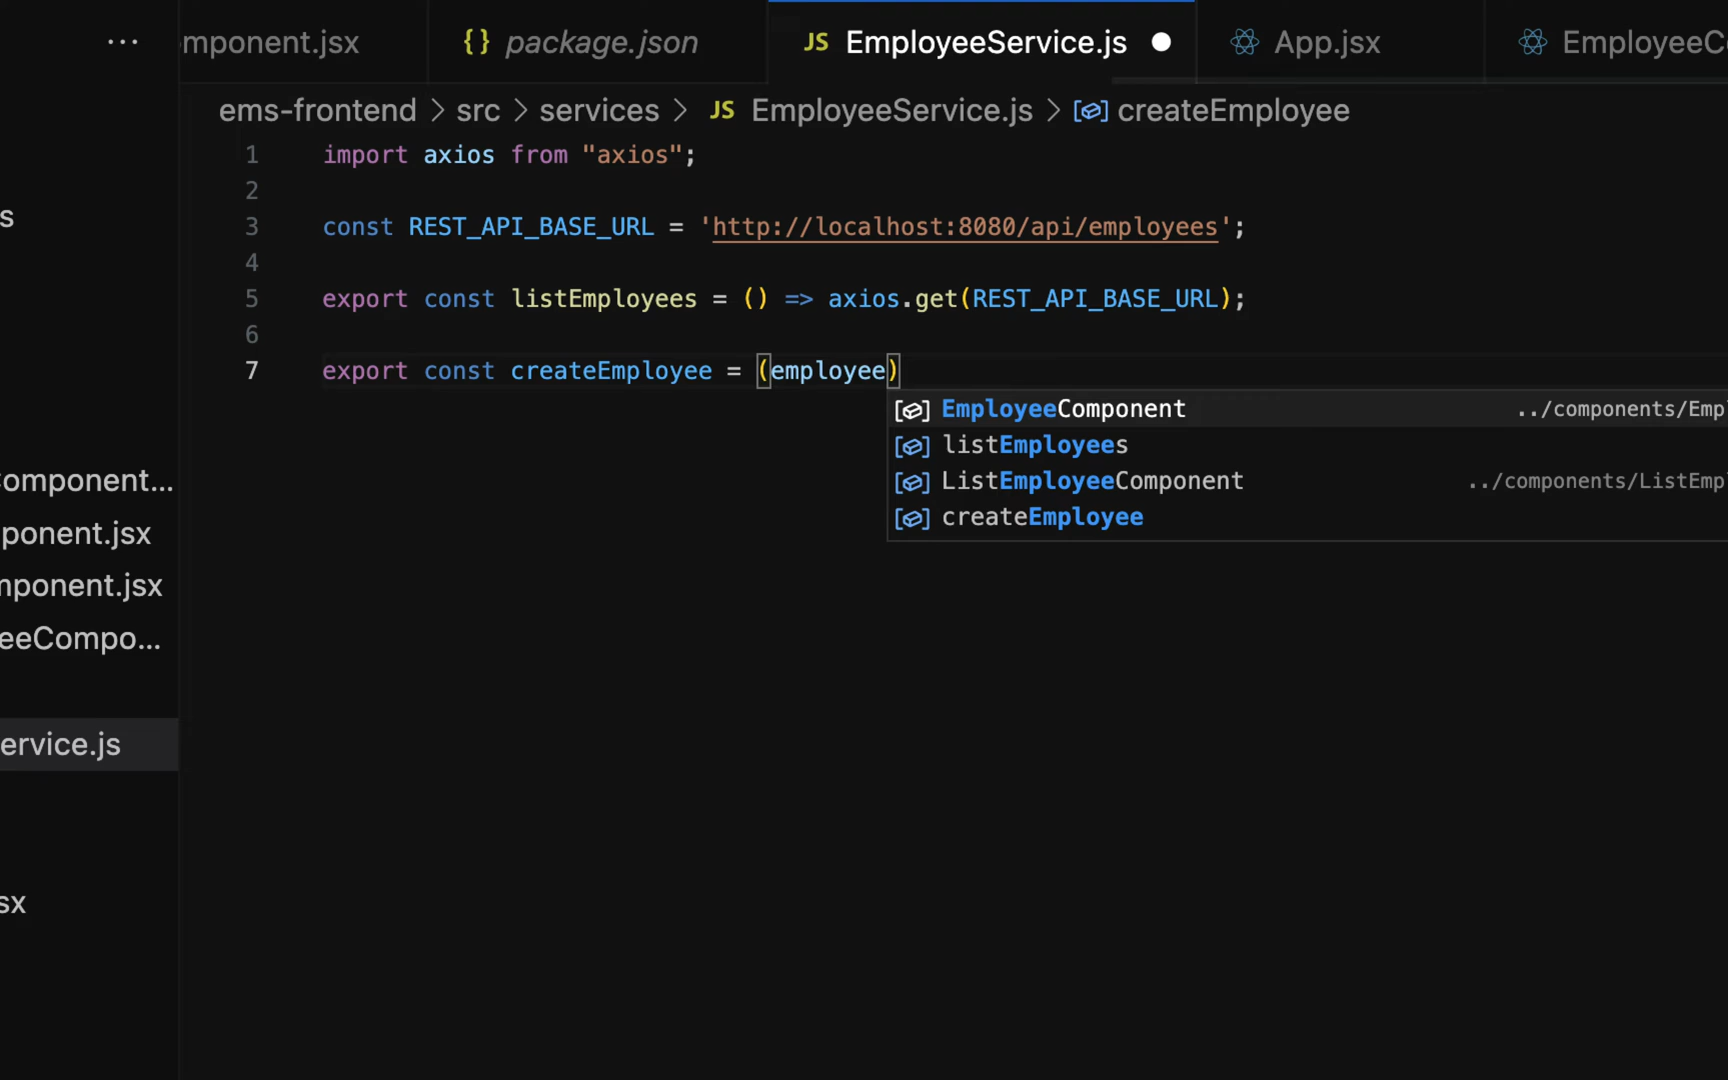 ... mponent.jsx {} package.json JS EmployeeService.js App.jsx EmployeeC
ems-frontend > src > services > JS EmployeeService.js > createEmployee
1 import axios from "axios";
2
3 const REST_API_BASE_URL = 'http://localhost:8080/api/employees';
4
5 export const listEmployees = () => axios.get(REST_API_BASE_URL);
6
7 export const createEmployee = (employee)
EmployeeComponent ../components/Emp
listEmployees
ListEmployeeComponent ../components/ListEmp
createEmployee
s
Component...
ponent.jsx
mponent.jsx
eeCompo...
ervice.js
sx